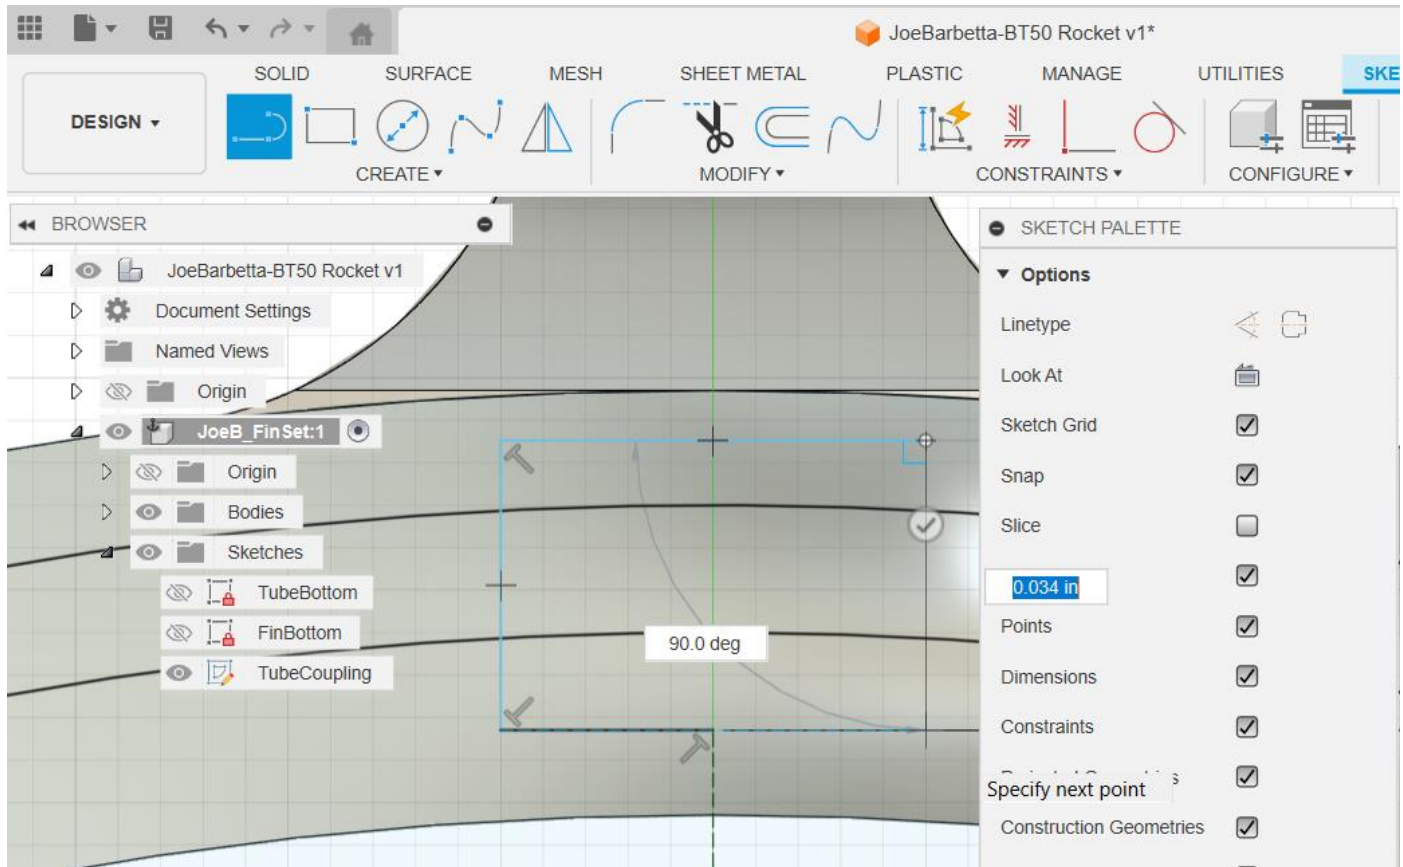 JoeBarbetta-BT50 Rocket v1*
SOLID SURFACE MESH SHEET METAL PLASTIC MANAGE UTILITIES SKE
DESIGN
CREATE MODIFY CONSTRAINTS CONFIGURE
BROWSER
JoeBarbetta-BT50 Rocket v1
Document Settings
Named Views
Origin
JoeB_FinSet:1
Origin
Bodies
Sketches
TubeBottom
FinBottom
TubeCoupling
90.0 deg
SKETCH PALETTE
Options
Linetype
Look At
Sketch Grid
Snap
Slice
0.034 in
Points
Dimensions
Constraints
Specify next point
Construction Geometries